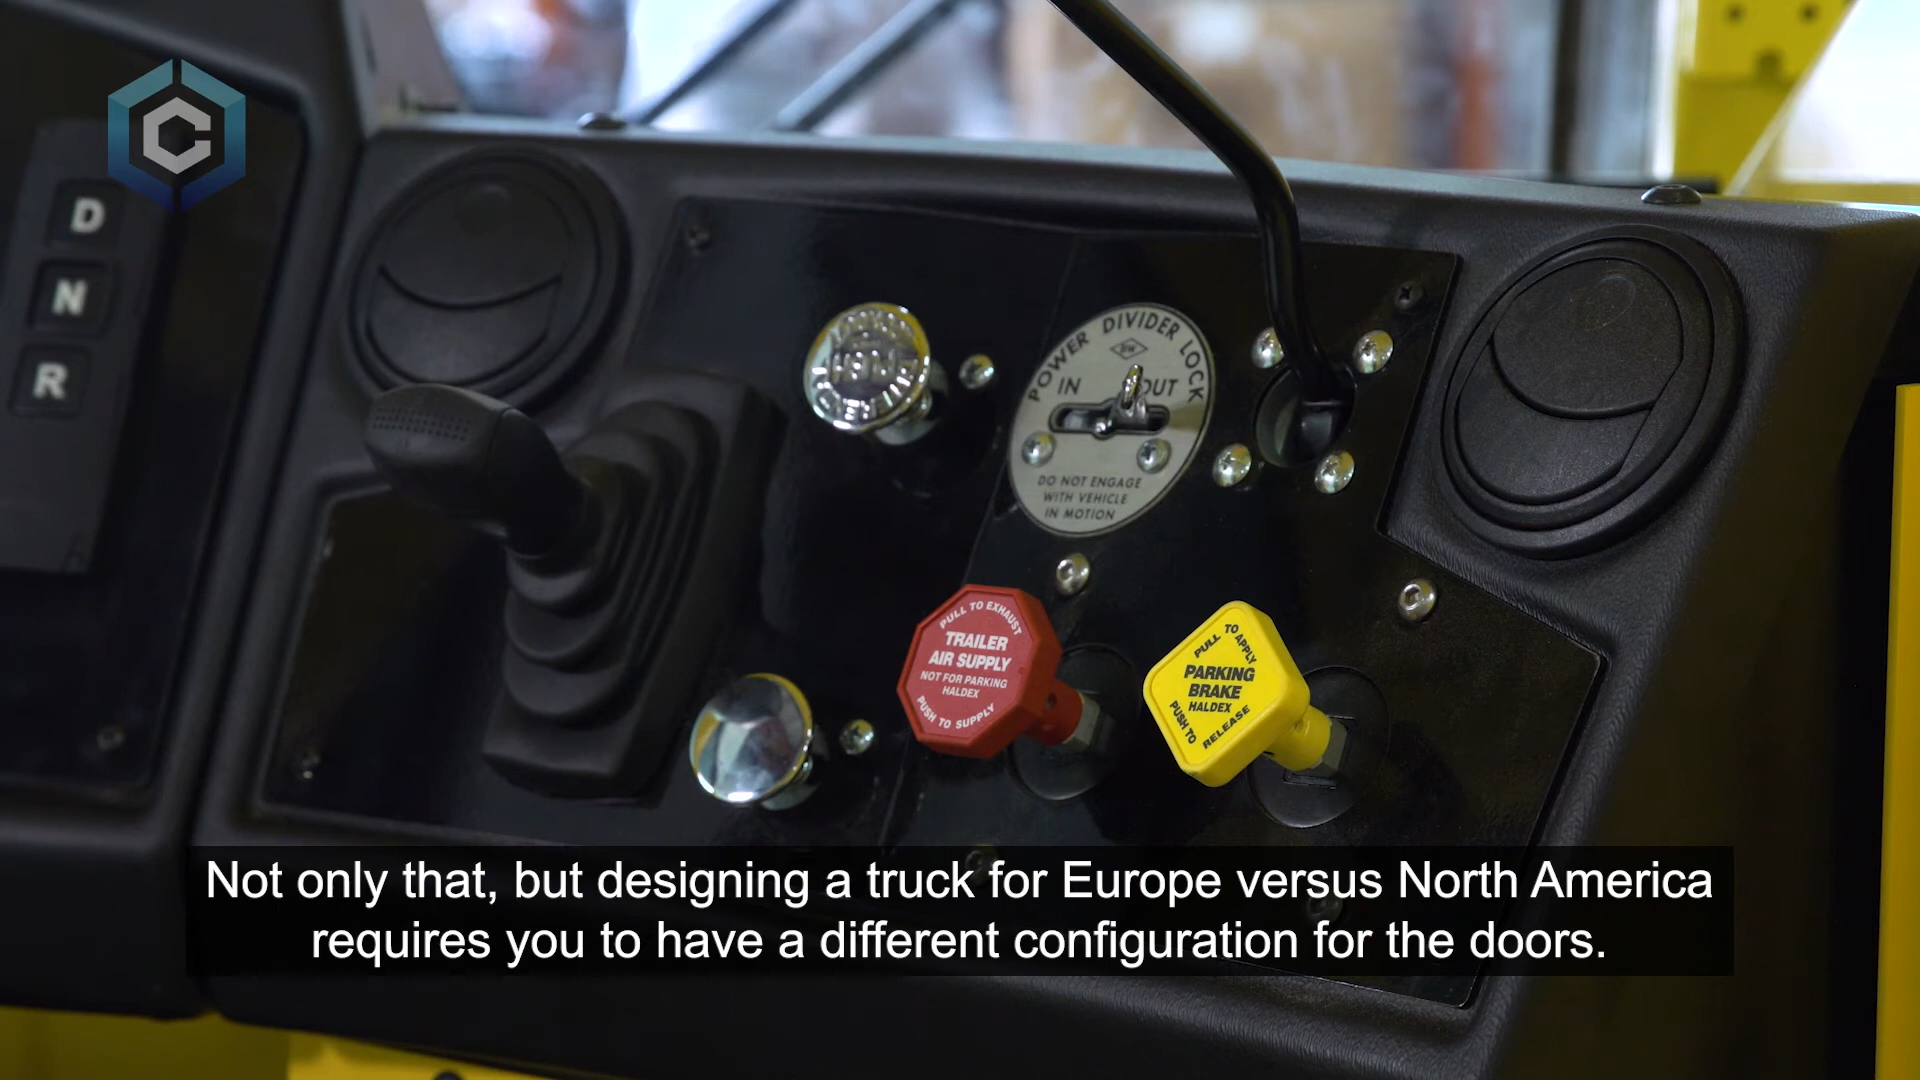 D
N
R
POWER DIVIDER LOCK
IN OUT
DO NOT ENGAGE
WITH VEHICLE
IN MOTION
PULL TO EXHAUST
TRAILER
AIR SUPPLY
NOT FOR PARKING
HALDEX
PUSH TO SUPPLY
PULL TO APPLY
PARKING
BRAKE
HALDEX
PUSH TO RELEASE
Not only that, but designing a truck for Europe versus North America
requires you to have a different configuration for the doors.